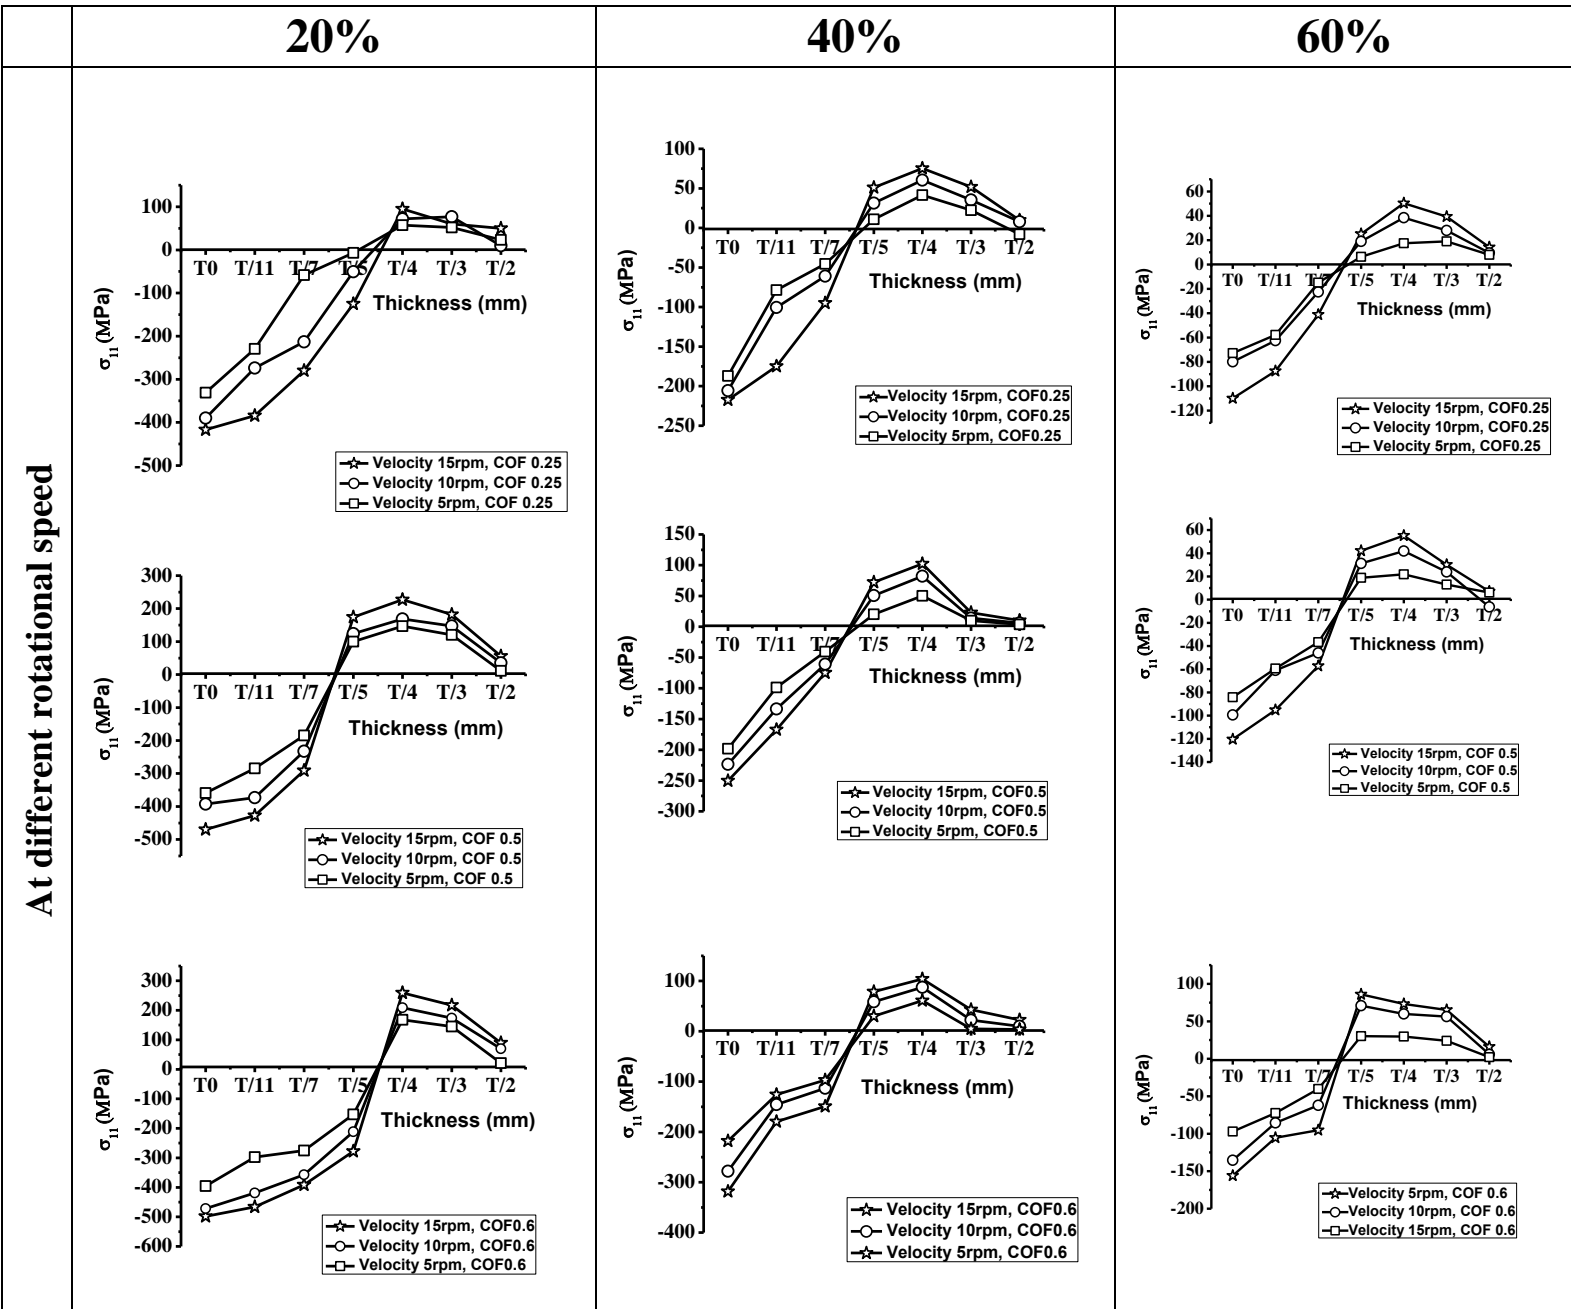 20%
40%
60%
At different rotational speed
100
0
-100
-200
-300
-400
-500
σ11 (MPa)
T0 T/11 T/7 T/5 T/4 T/3 T/2
Thickness (mm)
Velocity 15rpm, COF 0.25
Velocity 10rpm, COF 0.25
Velocity 5rpm, COF 0.25
100
50
0
-50
-100
-150
-200
-250
σ11 (MPa)
T0 T/11 T/7 T/5 T/4 T/3 T/2
Thickness (mm)
Velocity 15rpm, COF0.25
Velocity 10rpm, COF0.25
Velocity 5rpm, COF0.25
60
40
20
0
-20
-40
-60
-80
-100
-120
σ11 (MPa)
T0 T/11 T/7 T/5 T/4 T/3 T/2
Thickness (mm)
Velocity 15rpm, COF0.25
Velocity 10rpm, COF0.25
Velocity 5rpm, COF0.25
300
200
100
0
-100
-200
-300
-400
-500
σ11 (MPa)
T0 T/11 T/7 T/5 T/4 T/3 T/2
Thickness (mm)
Velocity 15rpm, COF 0.5
Velocity 10rpm, COF 0.5
Velocity 5rpm, COF 0.5
150
100
50
0
-50
-100
-150
-200
-250
-300
σ11 (MPa)
T0 T/11 T/7 T/5 T/4 T/3 T/2
Thickness (mm)
Velocity 15rpm, COF0.5
Velocity 10rpm, COF0.5
Velocity 5rpm, COF0.5
60
40
20
0
-20
-40
-60
-80
-100
-120
-140
σ11 (MPa)
T0 T/11 T/7 T/5 T/4 T/3 T/2
Thickness (mm)
Velocity 15rpm, COF 0.5
Velocity 10rpm, COF 0.5
Velocity 5rpm, COF 0.5
300
200
100
0
-100
-200
-300
-400
-500
-600
σ11 (MPa)
T0 T/11 T/7 T/5 T/4 T/3 T/2
Thickness (mm)
Velocity 15rpm, COF0.6
Velocity 10rpm, COF0.6
Velocity 5rpm, COF0.6
100
0
-100
-200
-300
-400
σ11 (MPa)
T0 T/11 T/7 T/5 T/4 T/3 T/2
Thickness (mm)
Velocity 15rpm, COF0.6
Velocity 10rpm, COF0.6
Velocity 5rpm, COF0.6
100
50
0
-50
-100
-150
-200
σ11 (MPa)
T0 T/11 T/7 T/5 T/4 T/3 T/2
Thickness (mm)
Velocity 5rpm, COF 0.6
Velocity 10rpm, COF 0.6
Velocity 15rpm, COF 0.6